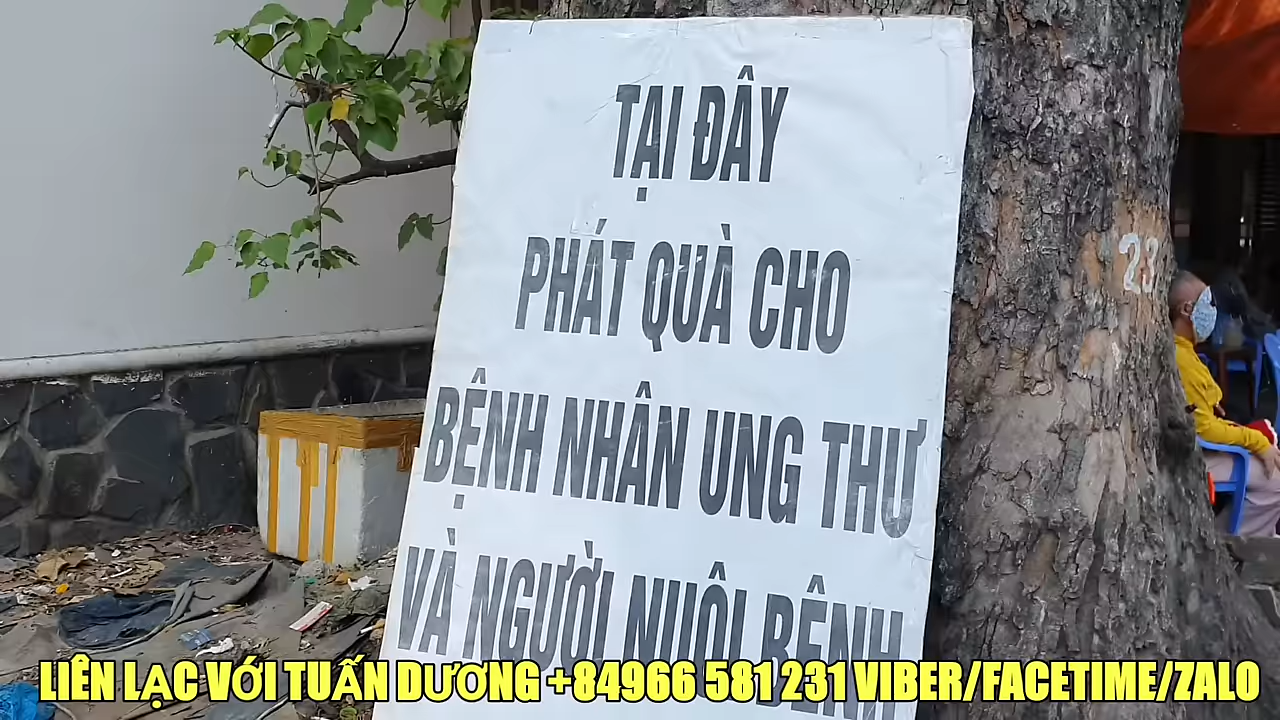 TẠI ĐÂY
PHÁT QUÀ CHO
BỆNH NHÂN UNG THƯ
VÀ NGƯỜI NUÔI BỆNH
LIÊN LẠC VỚI TUẤN DƯƠNG +84966 581 231 VIBER/FACETIME/ZALO
23